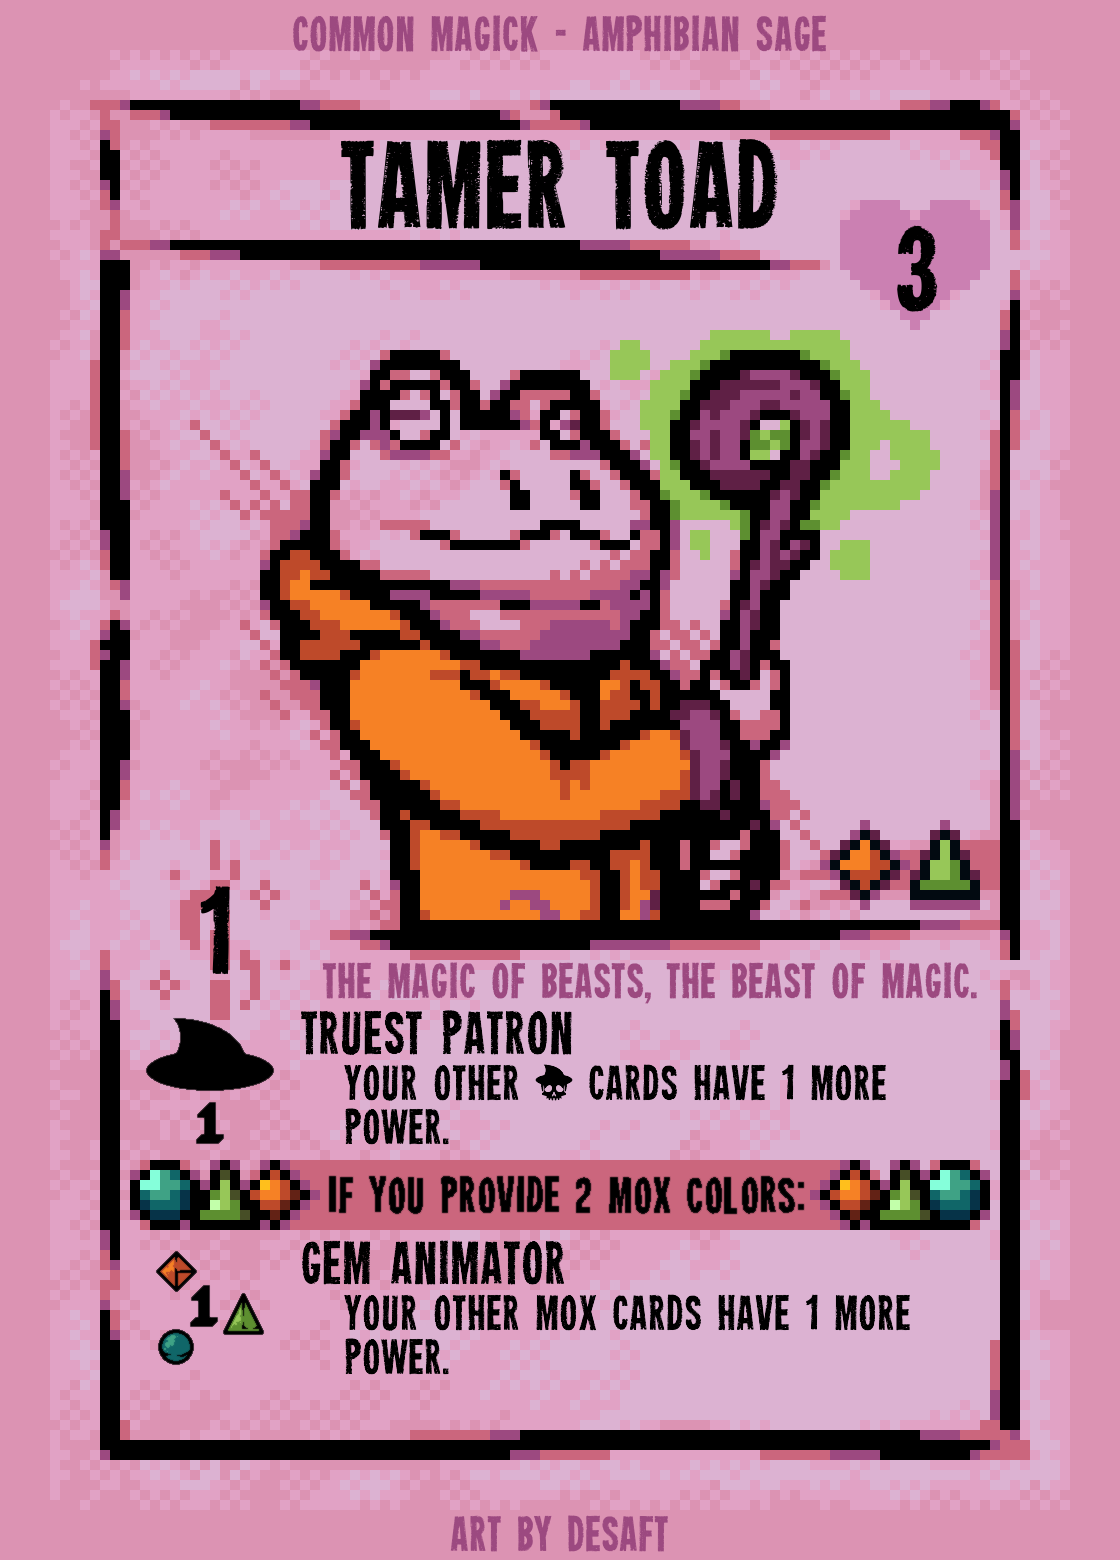 COMMON MAGICK - AMPHIBIAN SAGE
TAMER TOAD
3
1
THE MAGIC OF BEASTS, THE BEAST OF MAGIC.
TRUEST PATRON
YOUR OTHER CARDS HAVE 1 MORE
POWER.
1
IF YOU PROVIDE 2 MOX COLORS:
GEM ANIMATOR
1
YOUR OTHER MOX CARDS HAVE 1 MORE
POWER.
ART BY DESAFT